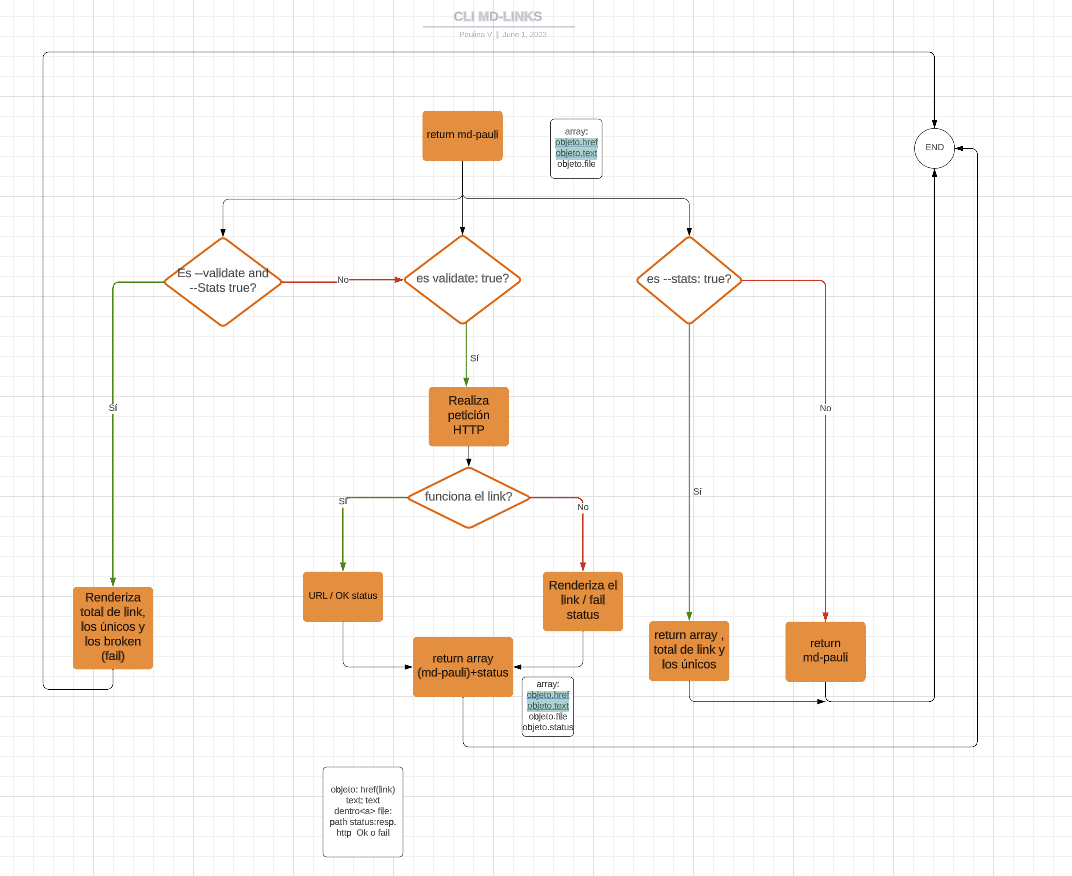 CLI MD-LINKS
Paulina V | June 1, 2023
return md-pauli
array:
objeto.href
objeto.text
objeto.file
END
Es --validate and
--Stats true?
No
es validate: true?
es --stats: true?
Sí
Realiza
petición
HTTP
Sí
No
funciona el link?
Sí
No
Sí
URL / OK status
Renderiza el
link / fail
status
Renderiza
total de link,
los únicos y
los broken
(fail)
return array
(md-pauli)+status
return array ,
total de link y
los únicos
return
md-pauli
array:
objeto.href
objeto.text
objeto.file
objeto.status
objeto: href(link)
text: text
dentro<a> file:
path status:resp.
http Ok o fail